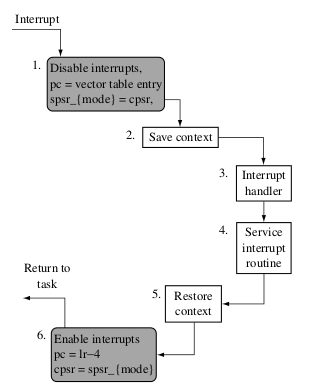 Interrupt
1.
Disable interrupts,
pc = vector table entry
spsr_{mode} = cpsr,
2.
Save context
3.
Interrupt
handler
4.
Service
interrupt
routine
Return to
task
5.
Restore
context
6.
Enable interrupts
pc = lr−4
cpsr = spsr_{mode}